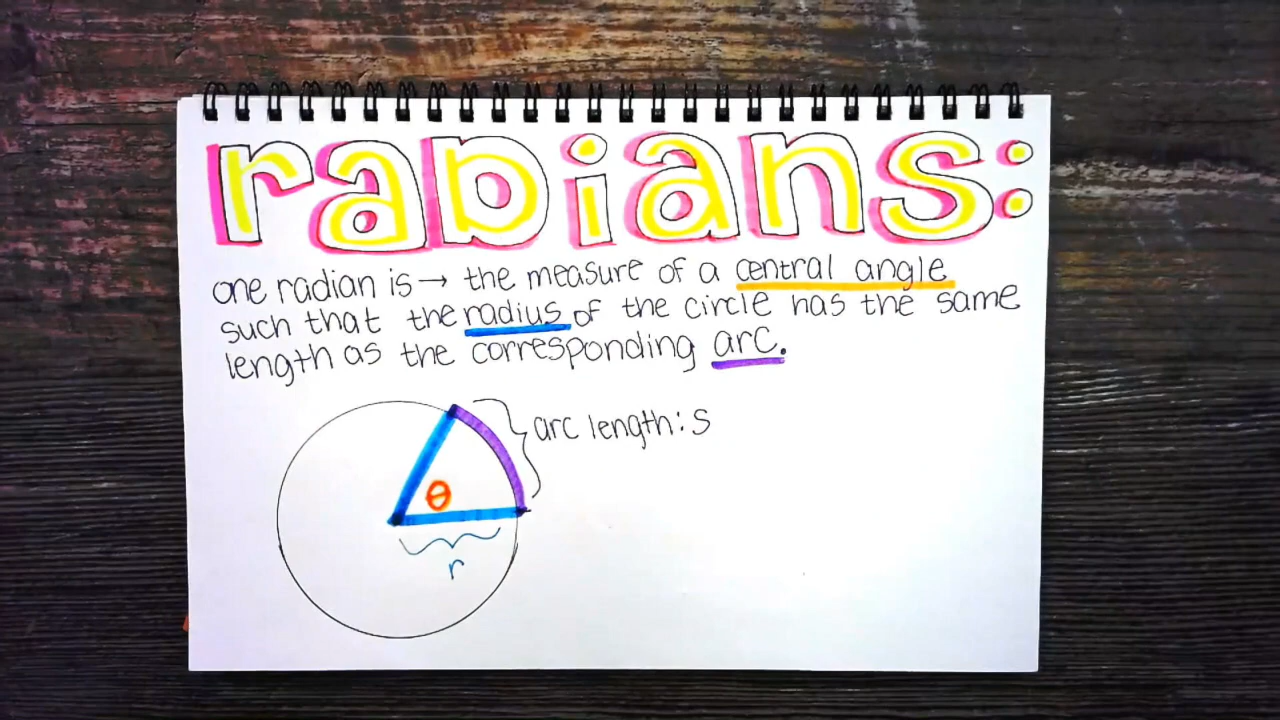 radians:
one radian is → the measure of a central angle
such that the radius of the circle has the same
length as the corresponding arc.
arc length: s
θ
r